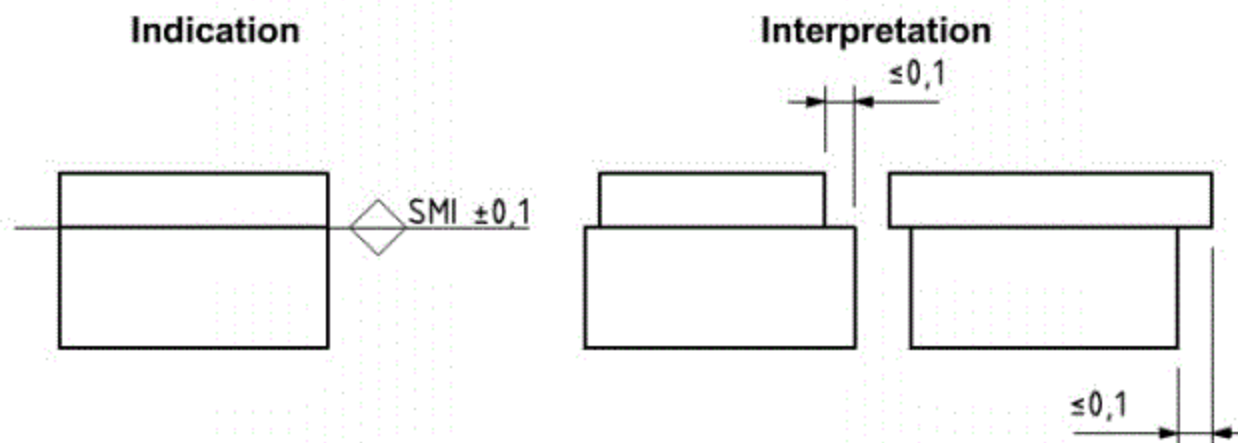 Indication
Interpretation
≤0,1
SMI ±0,1
≤0,1